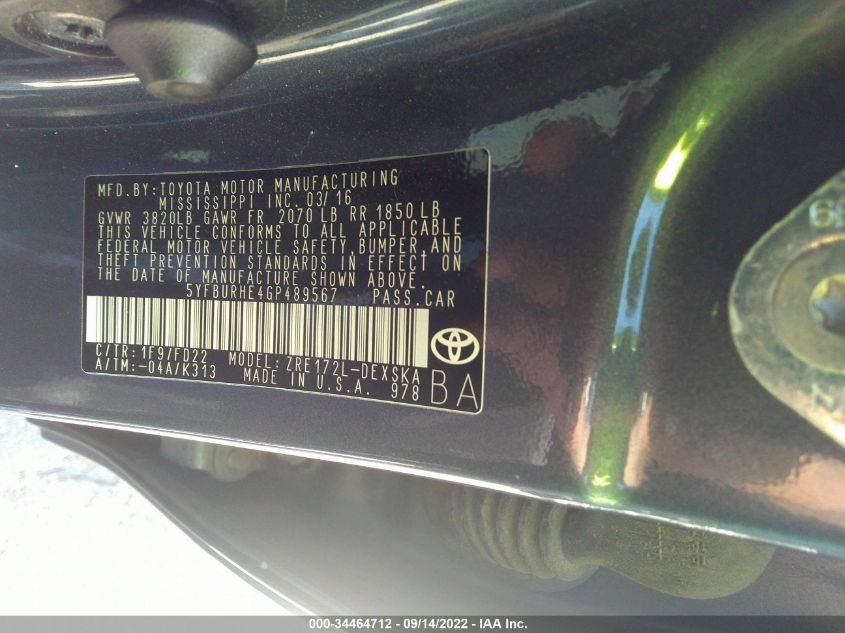 MFD.BY:TOYOTA MOTOR MANUFACTURING
MISSISSIPPI INC. 03/16
GVWR 3820LB GAWR FR 2070 LB RR 1850 LB
THIS VEHICLE CONFORMS TO ALL APPLICABLE
FEDERAL MOTOR VEHICLE SAFETY, BUMPER, AND
THEFT PREVENTION STANDARDS IN EFFECT ON
THE DATE OF MANUFACTURE SHOWN ABOVE.
5YFBURHE4GP489567 PASS.CAR
C/TR: 1F9/FD22 MODEL: ZRE172L-DEXSKA
A/TM:-04A/K313 MADE IN U.S.A. 978 BA
000-34464712 - 09/14/2022 - IAA Inc.